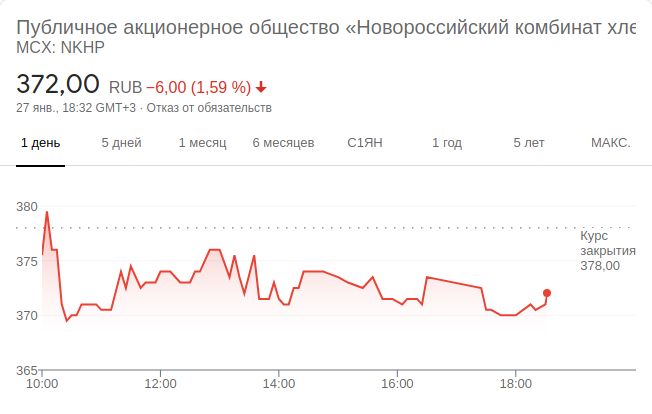 Публичное акционерное общество «Новороссийский комбинат хле
MCX: NKHP
372,00 RUB −6,00 (1,59 %)
27 янв., 18:32 GMT+3 · Отказ от обязательств
1 день 5 дней 1 месяц 6 месяцев С1ЯН 1 год 5 лет МАКС.
380
Курс
закрытия
378,00
375
370
365
10:00 12:00 14:00 16:00 18:00